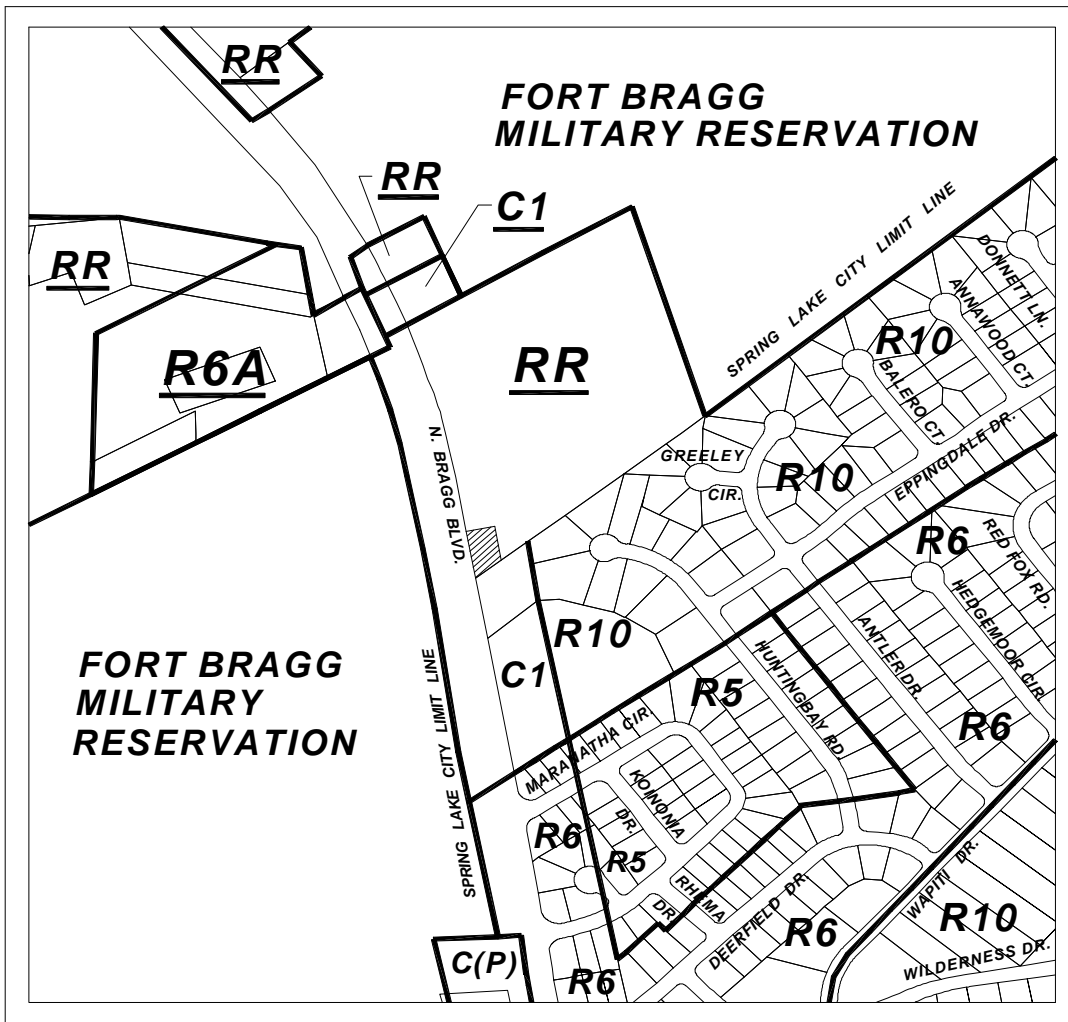 RR
FORT BRAGG
MILITARY RESERVATION
RR
C1
SPRING LAKE CITY LIMIT LINE
DONNETT LN.
ANNAWOOD CT.
RR
R10
BALERO CT.
R6A
RR
N. BRAGG BLVD.
GREELEY
CIR.
R10
EPPINGDALE DR.
R6
RED FOX RD.
HEDGEMOOR CIR.
R10
ANTLER DR.
HUNTINGBAY RD.
FORT BRAGG
MILITARY
RESERVATION
SPRING LAKE CITY LIMIT LINE
C1
R5
R6
MARANATHA CIR.
KOINONIA
DR.
R6
R5
RHEMA
DR.
DEERFIELD DR.
WAPITI DR.
R6
R10
WILDERNESS DR.
C(P)
R6